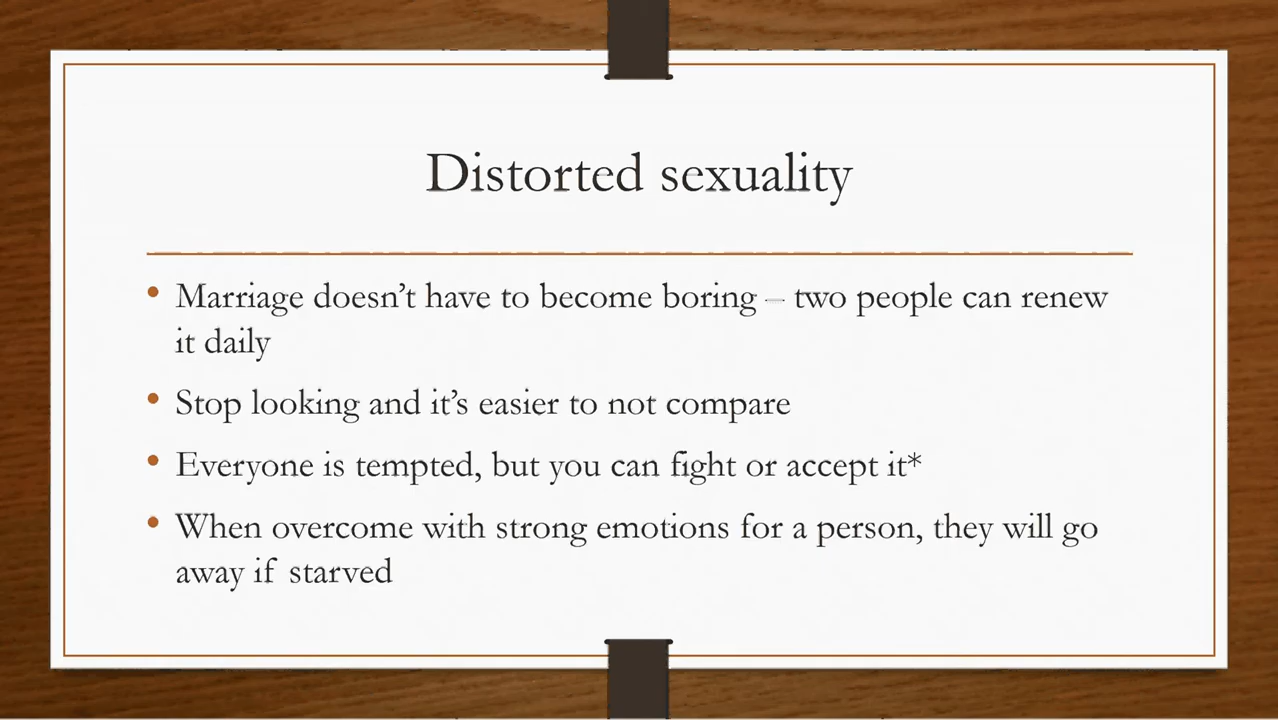 Distorted sexuality
• Marriage doesn’t have to become boring – two people can renew
it daily
• Stop looking and it’s easier to not compare
• Everyone is tempted, but you can fight or accept it*
• When overcome with strong emotions for a person, they will go
away if starved